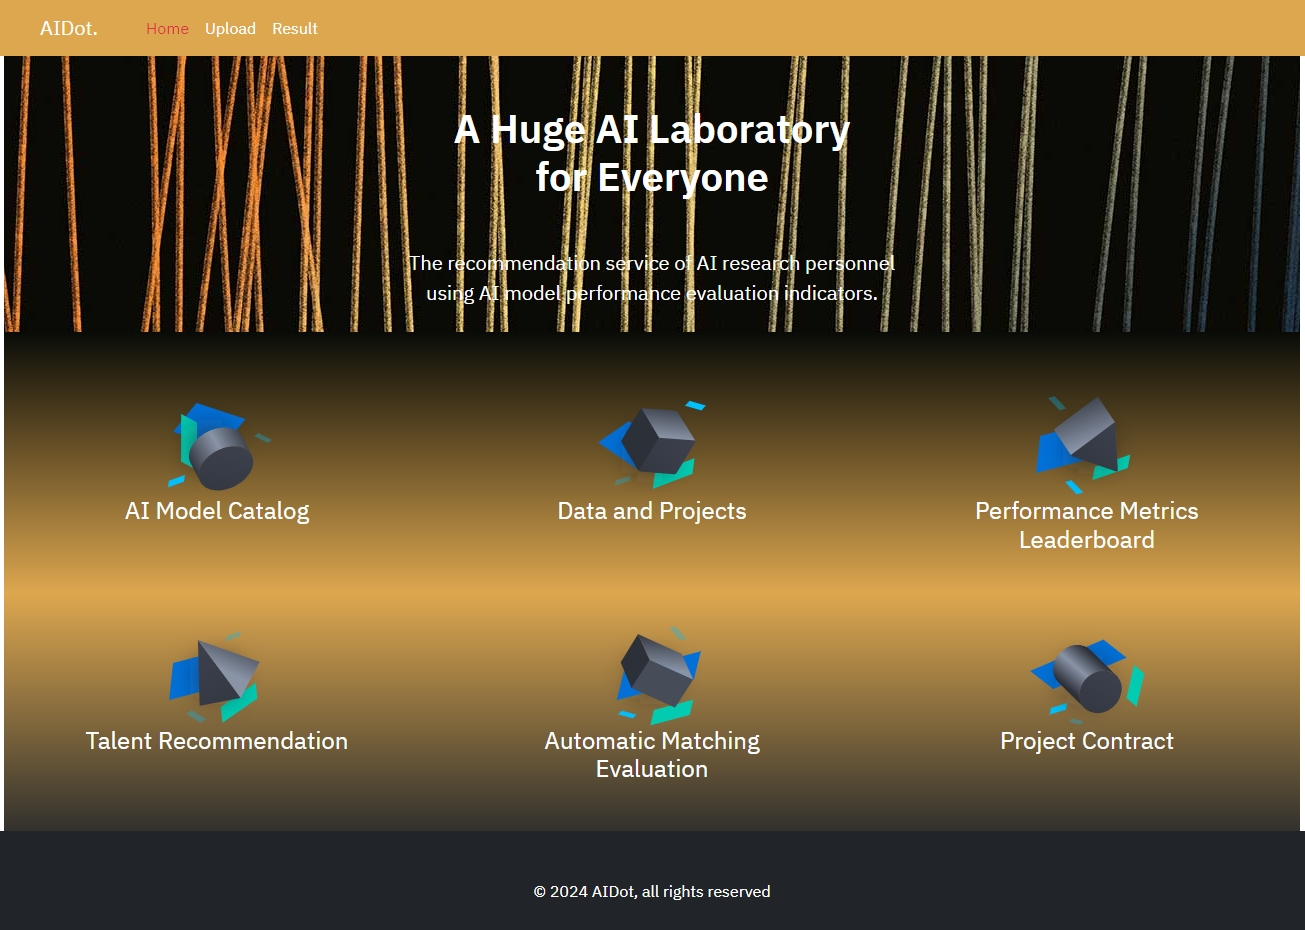 AIDot. Home Upload Result
A Huge AI Laboratory
for Everyone
The recommendation service of AI research personnel
using AI model performance evaluation indicators.
AI Model Catalog
Data and Projects
Performance Metrics
Leaderboard
Talent Recommendation
Automatic Matching
Evaluation
Project Contract
© 2024 AIDot, all rights reserved